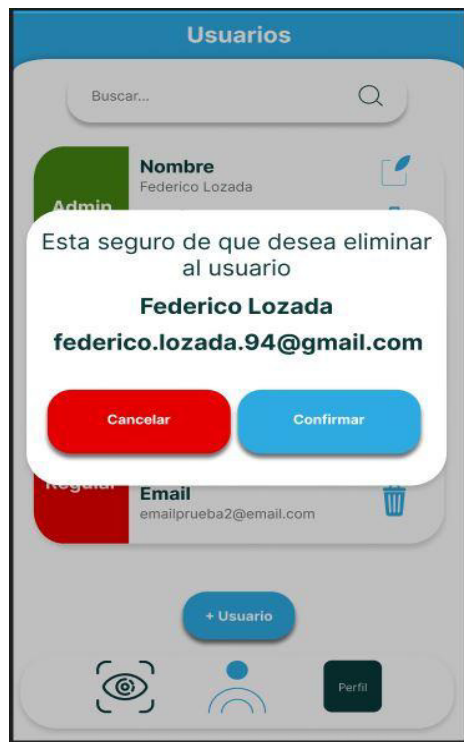 Usuarios
Buscar...
Nombre
Federico Lozada
Admin
Esta seguro de que desea eliminar
al usuario
Federico Lozada
federico.lozada.94@gmail.com
Cancelar
Confirmar
Regular
Email
emailprueba2@email.com
+ Usuario
Perfil